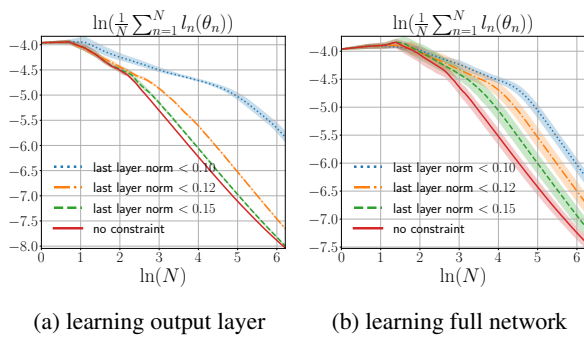 ln(1/N ∑_{n=1}^{N} l_n(θ_n))
−4.0
−4.5
−5.0
−5.5
−6.0
−6.5
−7.0
−7.5
−8.0
last layer norm < 0.10
last layer norm < 0.12
last layer norm < 0.15
no constraint
0 1 2 3 4 5 6
ln(N)
(a) learning output layer
ln(1/N ∑_{n=1}^{N} l_n(θ_n))
−4.0
−4.5
−5.0
−5.5
−6.0
−6.5
−7.0
−7.5
last layer norm < 0.10
last layer norm < 0.12
last layer norm < 0.15
no constraint
0 1 2 3 4 5 6
ln(N)
(b) learning full network